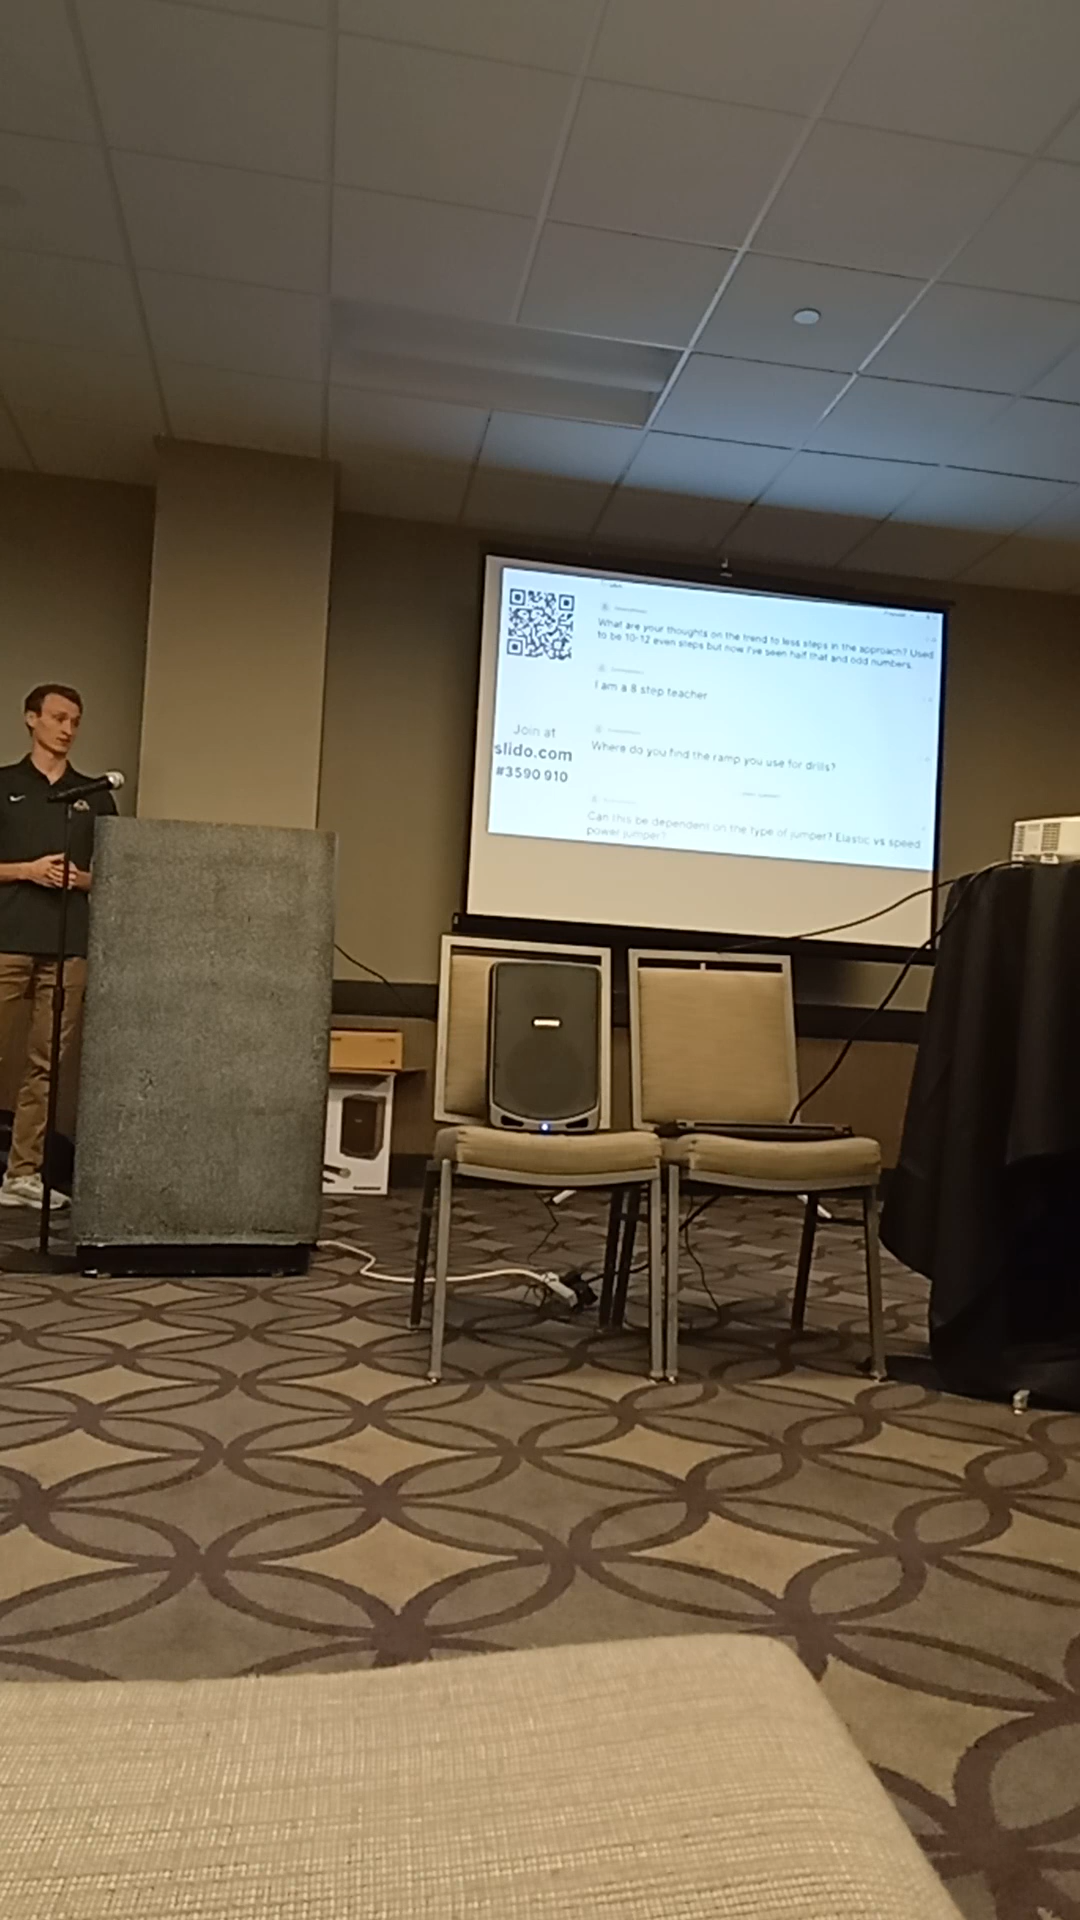 What are your thoughts on the trend to less steps in the approach? Used
to be 10-12 even steps but now I've seen half that and odd numbers.
I am a 8 step teacher
Where do you find the ramp you use for drills?
Can this be dependent on the type of jumper? Elastic vs speed
power jumper?
Join at
slido.com
#3590 910